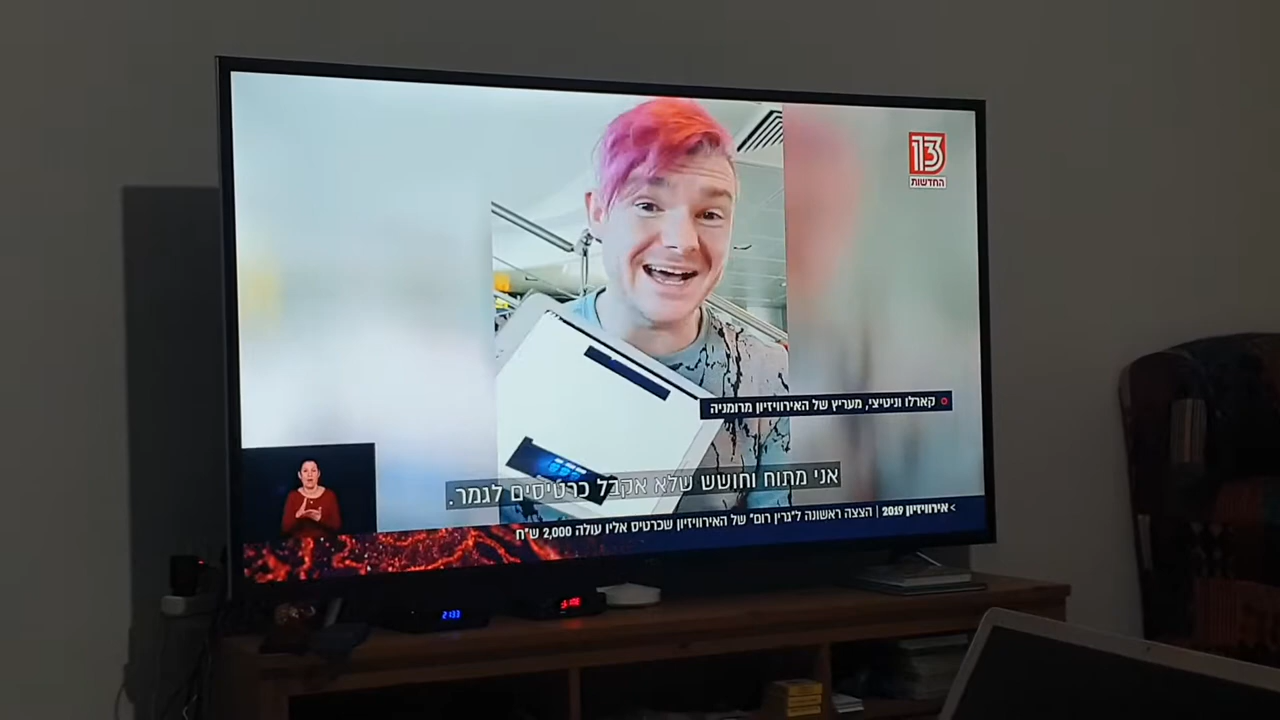 13
החדשות
קארלו וניטיצי, מעריץ של האירוויזיון מרומניה
אני מתוח וחושש שלא אקבל כרטיסים לגמר.
> אירוויזיון 2019 | הצצה ראשונה ל"גרין רום" של האירוויזיון שכרטיס אליו עולה 2,000 ש"ח